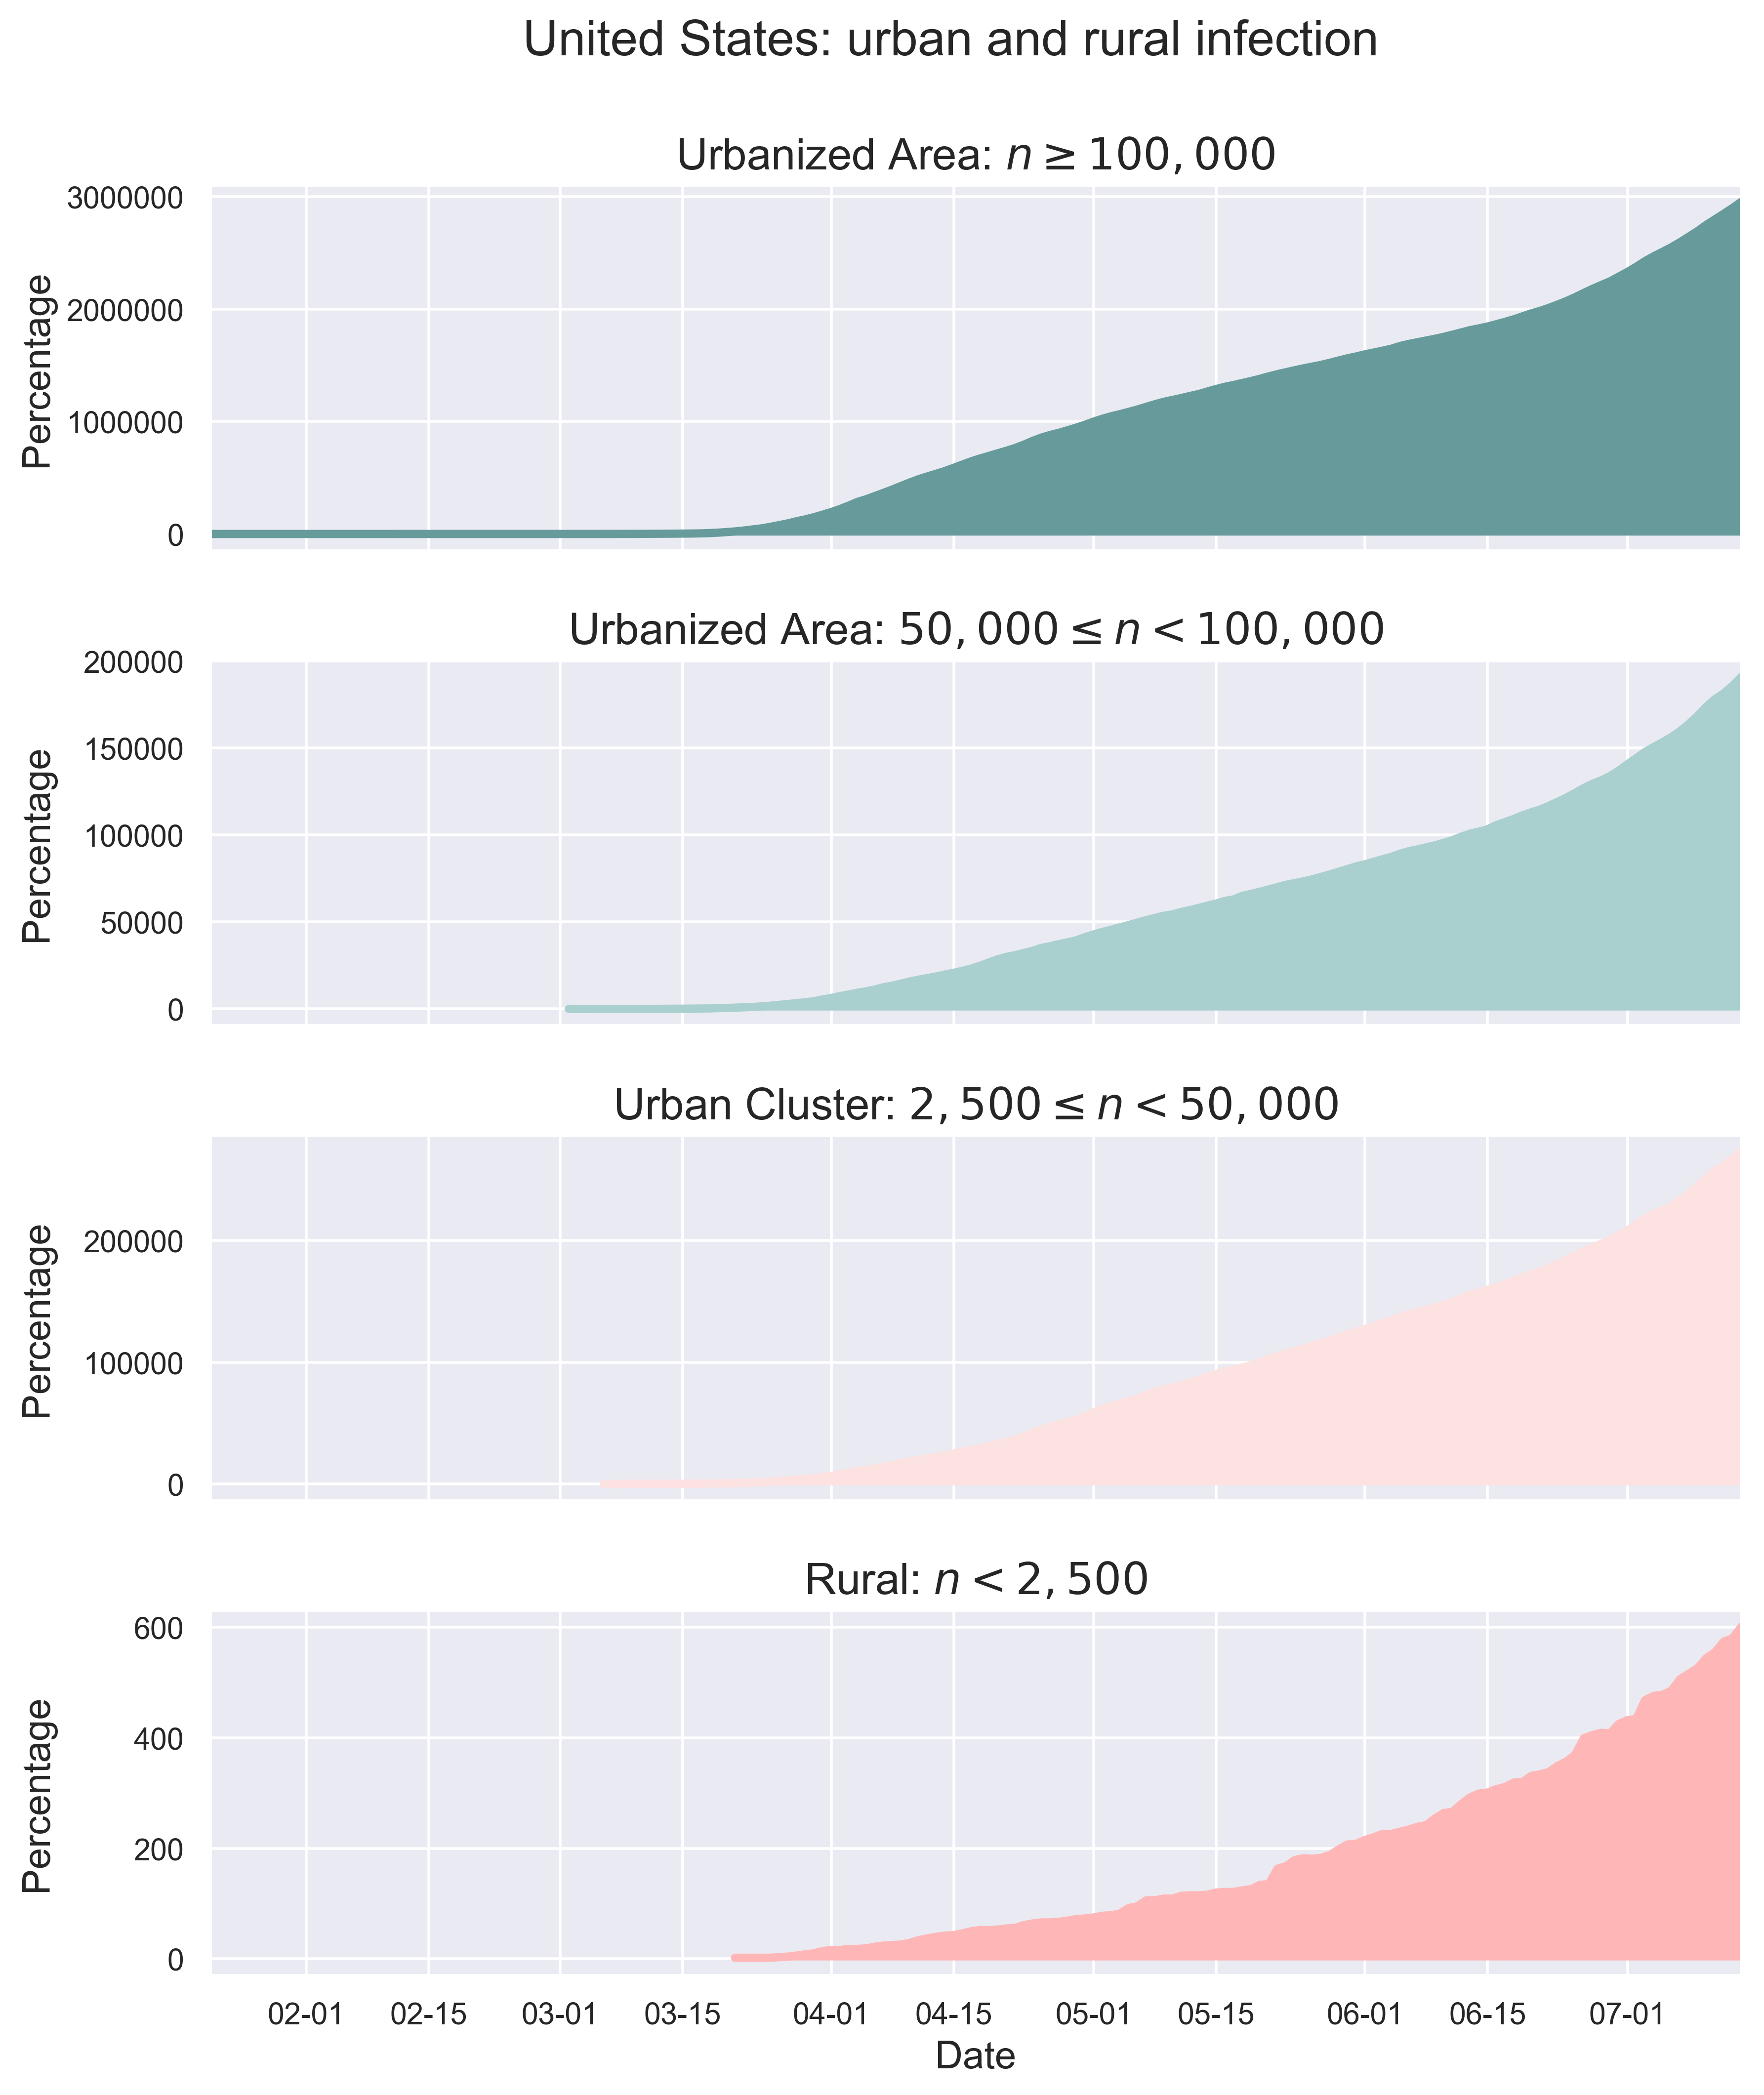 United States: urban and rural infection
Urbanized Area: n ≥ 100,000
Percentage
3000000
2000000
1000000
0
Urbanized Area: 50,000 ≤ n < 100,000
Percentage
200000
150000
100000
50000
0
Urban Cluster: 2,500 ≤ n < 50,000
Percentage
200000
100000
0
Rural: n < 2,500
Percentage
600
400
200
0
02-01 02-15 03-01 03-15 04-01 04-15 05-01 05-15 06-01 06-15 07-01
Date